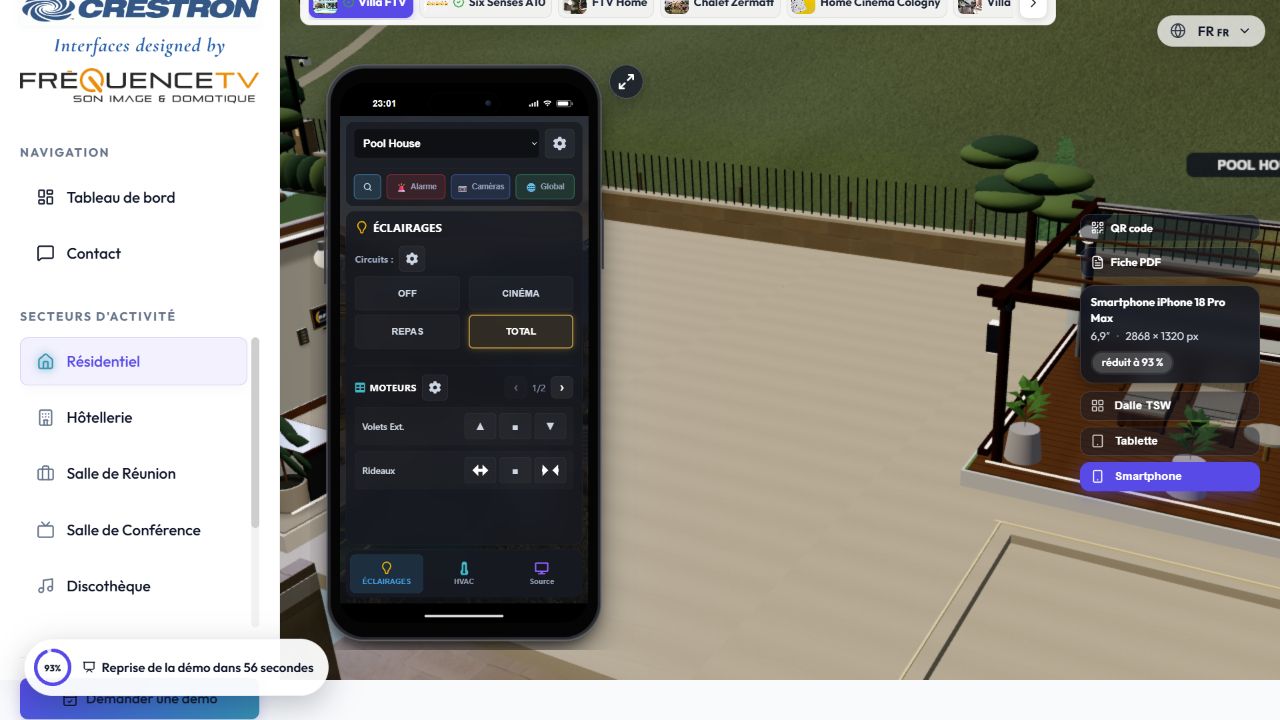 CRESTRON
Interfaces designed by
FRÉQUENCETV
SON IMAGE & DOMOTIQUE
NAVIGATION
Tableau de bord
Contact
SECTEURS D'ACTIVITÉ
Résidentiel
Hôtellerie
Salle de Réunion
Salle de Conférence
Discothèque
93%
Reprise de la démo dans 56 secondes
Demander une démo
Villa FTV
Six Senses A10
FTV Home
Chalet Zermatt
Home Cinema Cologny
Villa
FR FR
23:01
Pool House
Alarme
Caméras
Global
ÉCLAIRAGES
Circuits :
OFF
CINÉMA
REPAS
TOTAL
MOTEURS
1/2
Volets Ext.
Rideaux
ÉCLAIRAGES
HVAC
Source
POOL HO
QR code
Fiche PDF
Smartphone iPhone 18 Pro
Max
6,9″ · 2868 × 1320 px
réduit à 93 %
Dalle TSW
Tablette
Smartphone